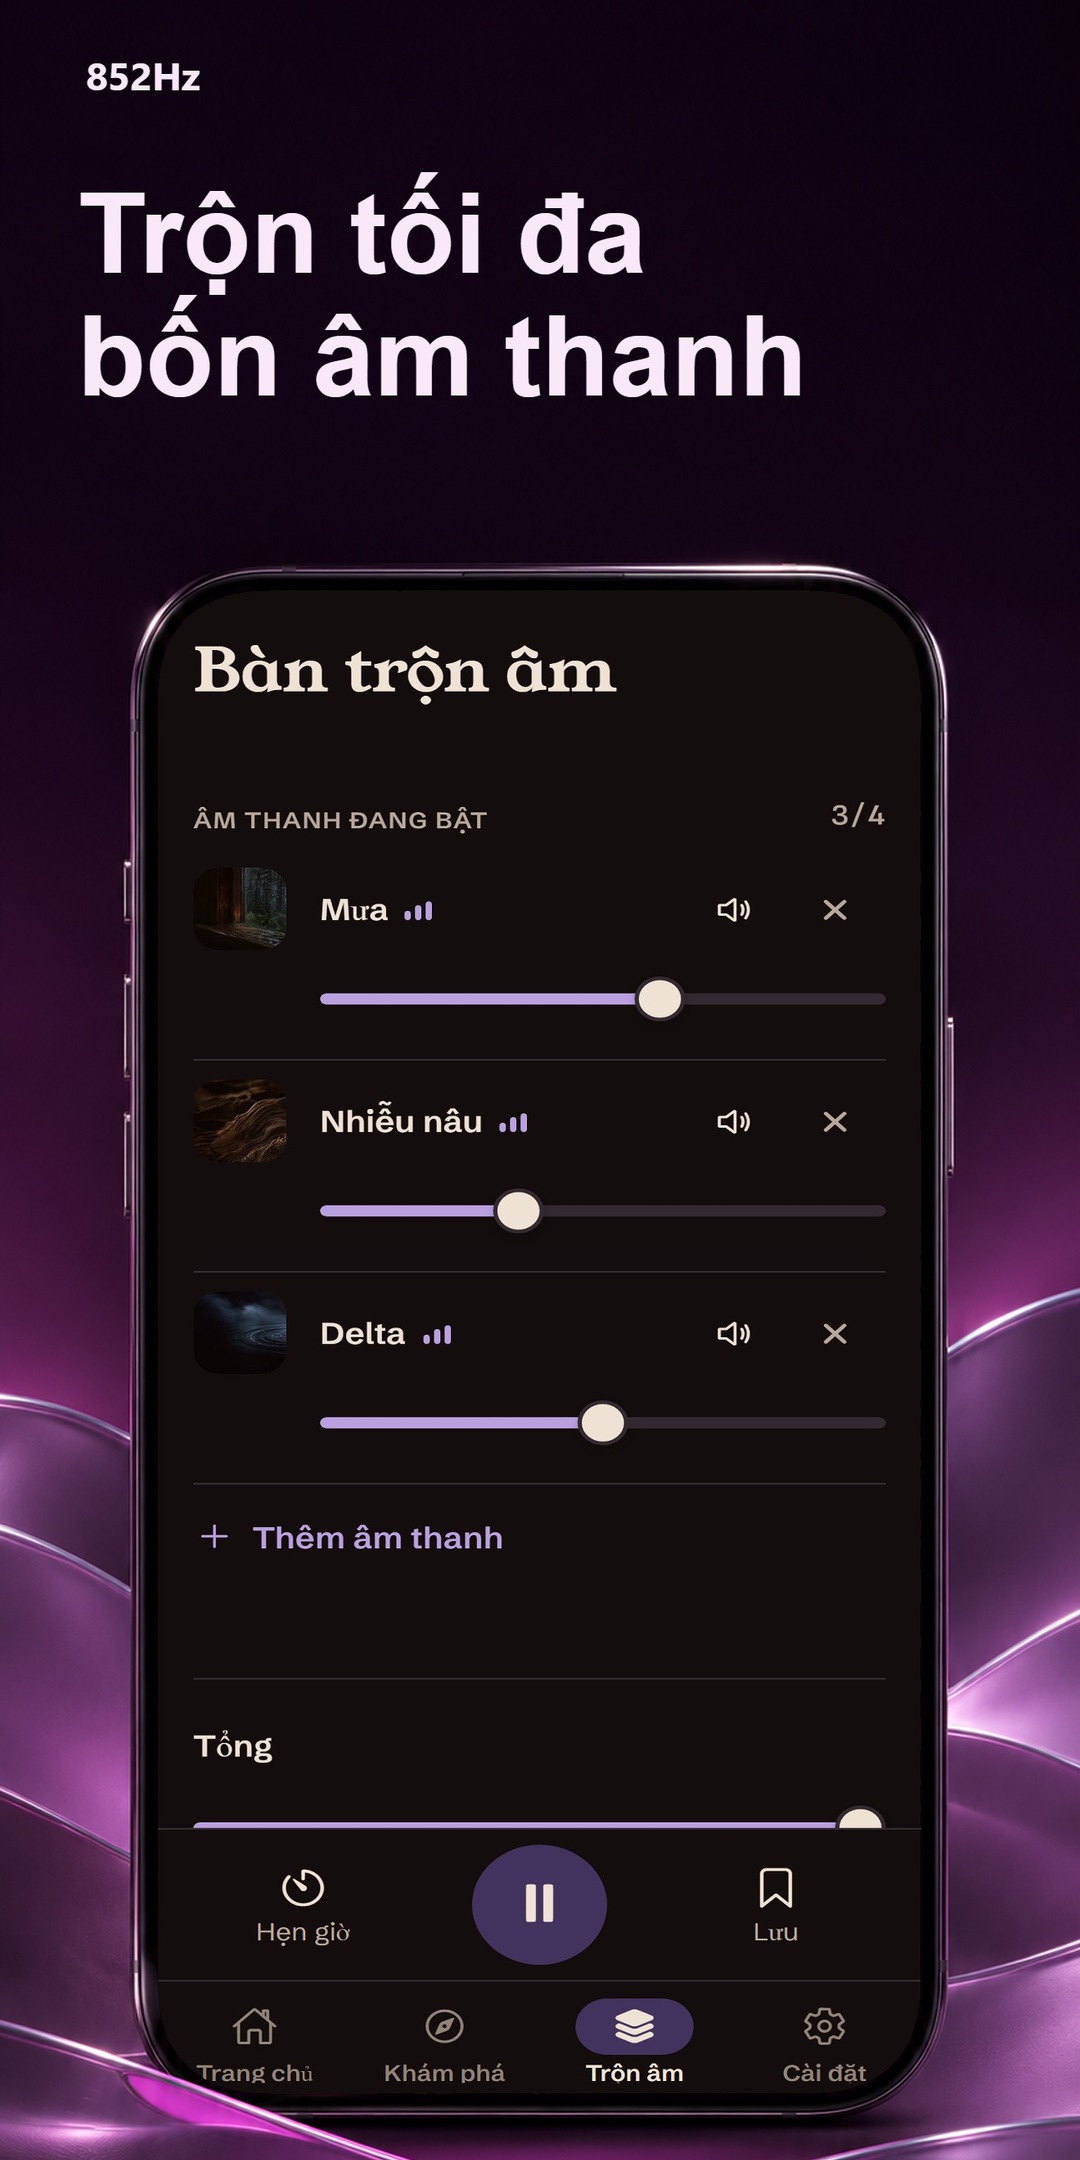 852Hz
Trộn tối đa
bốn âm thanh
Bàn trộn âm
ÂM THANH ĐANG BẬT 3/4
Mưa
Nhiễu nâu
Delta
+ Thêm âm thanh
Tổng
Hẹn giờ Lưu
Trang chủ Khám phá Trộn âm Cài đặt